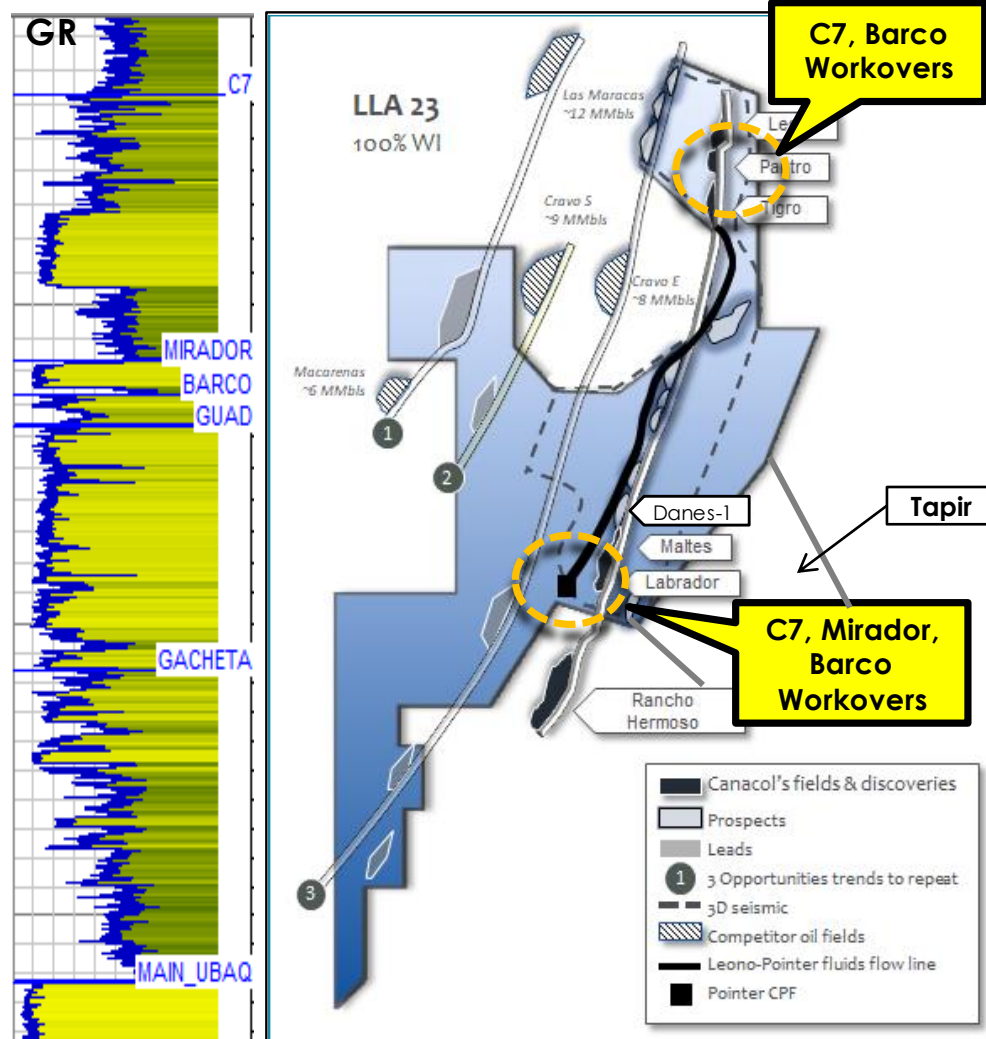 GR
C7
MIRADOR
BARCO
GUAD
GACHETA
MAIN_UBAQ
LLA 23
100% WI
Las Maracas
~12 MMbls
Cravo S
~9 MMbls
Cravo E
~8 MMbls
Macarenas
~6 MMbls
1
2
3
C7, Barco
Workovers
Pantro
Tigro
Danes-1
Maltes
Labrador
Tapir
C7, Mirador,
Barco
Workovers
Rancho
Hermoso
Canacol's fields & discoveries
Prospects
Leads
1 3 Opportunities trends to repeat
3D seismic
Competitor oil fields
Leono-Pointer fluids flow line
Pointer CPF